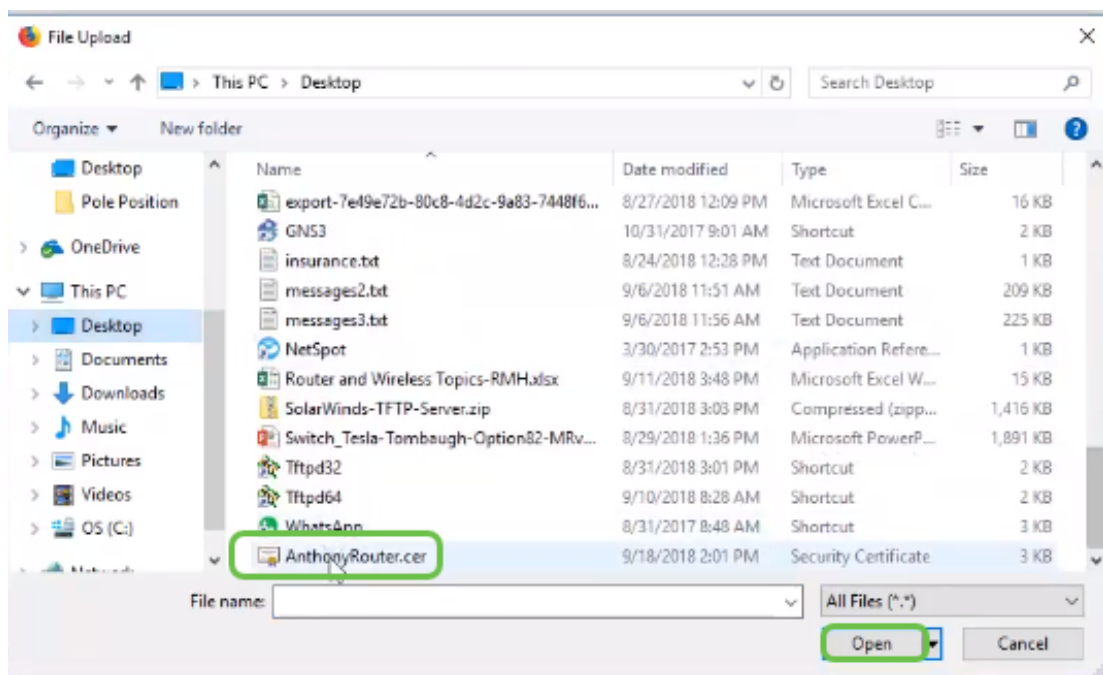 File Upload
This PC > Desktop
Search Desktop
Organize
New folder
Name Date modified Type Size
Desktop
Pole Position
OneDrive
This PC
Desktop
Documents
Downloads
Music
Pictures
Videos
OS (C:)
Network
export-7e49e72b-80c8-4d2c-9a83-7448f6... 8/27/2018 12:09 PM Microsoft Excel C... 16 KB
GNS3 10/31/2017 9:01 AM Shortcut 2 KB
insurance.txt 8/24/2018 12:28 PM Text Document 1 KB
messages2.txt 9/6/2018 11:51 AM Text Document 209 KB
messages3.txt 9/6/2018 11:56 AM Text Document 225 KB
NetSpot 3/30/2017 2:53 PM Application Refere... 1 KB
Router and Wireless Topics-RMH.xlsx 9/11/2018 3:48 PM Microsoft Excel W... 15 KB
SolarWinds-TFTP-Server.zip 8/31/2018 3:03 PM Compressed (zipp... 1,416 KB
Switch_Tesla-Tombaugh-Option82-MRv... 8/29/2018 1:36 PM Microsoft PowerP... 1,891 KB
Tftpd32 8/31/2018 3:01 PM Shortcut 2 KB
Tftpd64 9/10/2018 8:28 AM Shortcut 2 KB
WhatsApp 8/31/2017 8:48 AM Shortcut 3 KB
AnthonyRouter.cer 9/18/2018 2:01 PM Security Certificate 3 KB
File name:
All Files (*.*)
Open
Cancel